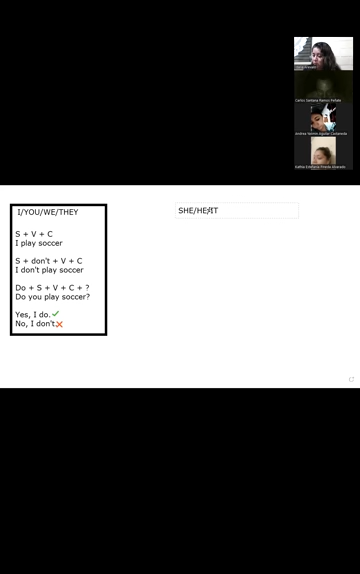 I/YOU/WE/THEY
S + V + C
I play soccer
S + don't + V + C
I don't play soccer
Do + S + V + C + ?
Do you play soccer?
Yes, I do.
No, I don't.
SHE/HE/IT